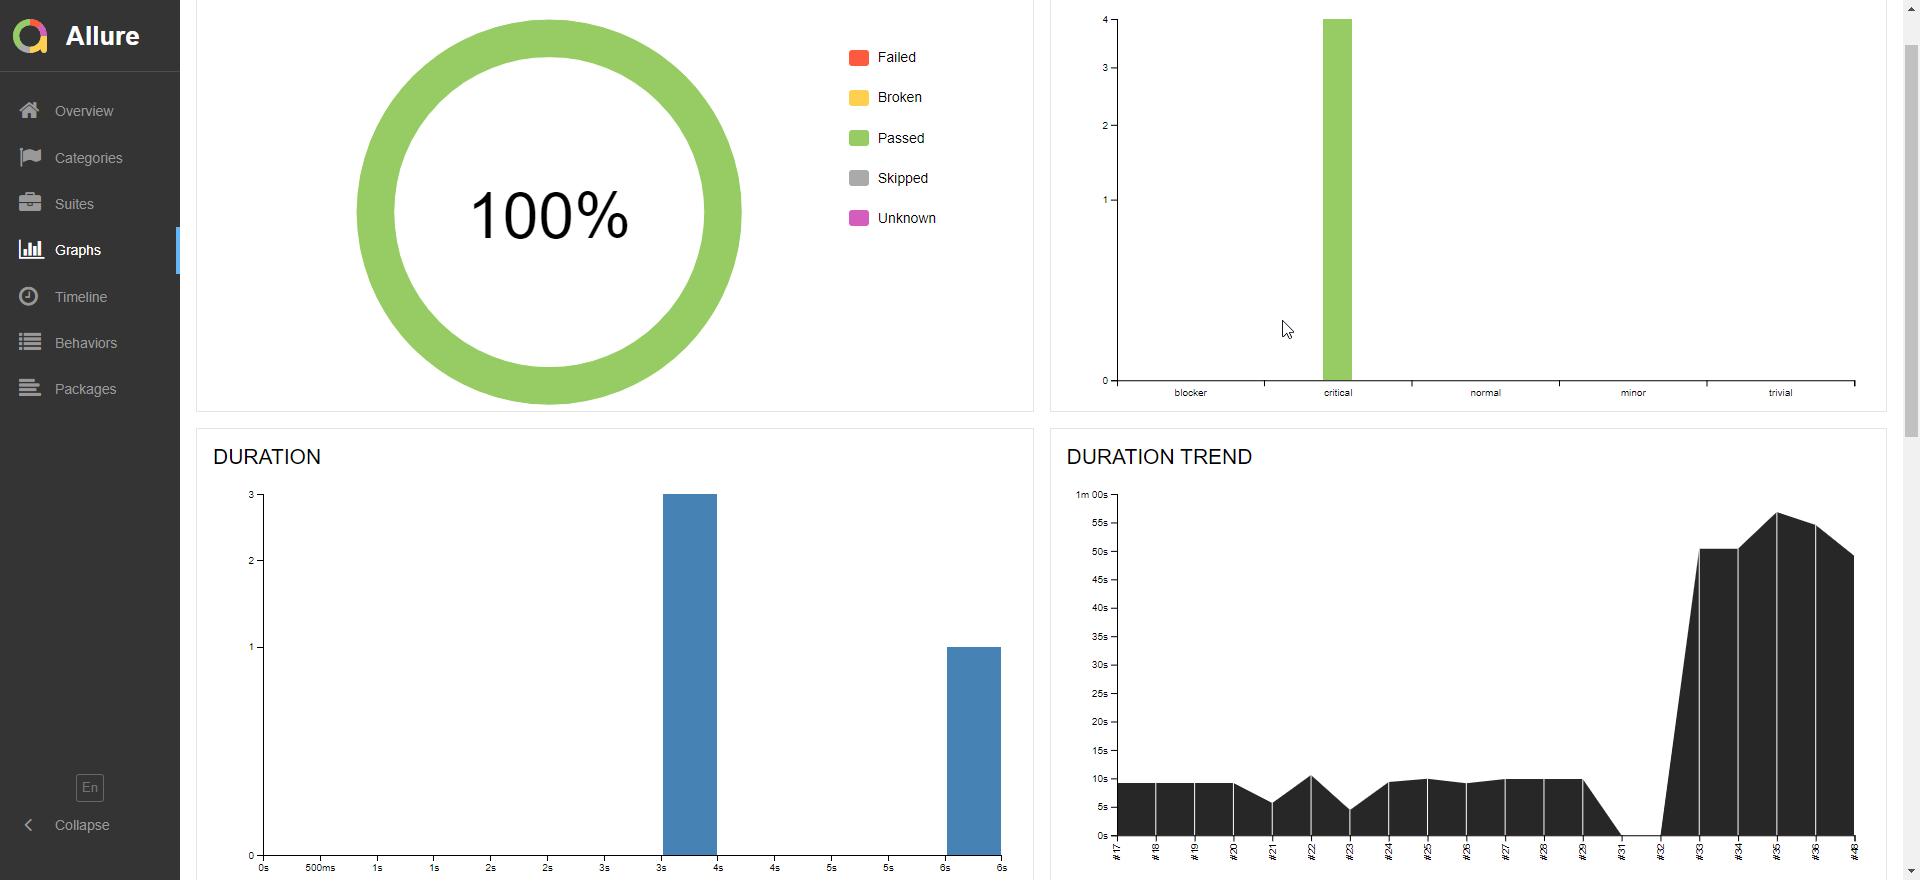 Allure
Overview
Categories
Suites
Graphs
Timeline
Behaviors
Packages
En
Collapse
100%
Failed
Broken
Passed
Skipped
Unknown
4
3
2
1
0
blocker critical normal minor trivial
DURATION
3
2
1
0
0s 500ms 1s 1s 2s 2s 3s 3s 4s 4s 5s 5s 6s 6s
DURATION TREND
1m 00s
55s
50s
45s
40s
35s
30s
25s
20s
15s
10s
5s
0s
#17 #18 #19 #20 #21 #22 #23 #24 #25 #26 #27 #28 #29 #31 #32 #33 #34 #35 #36 #48